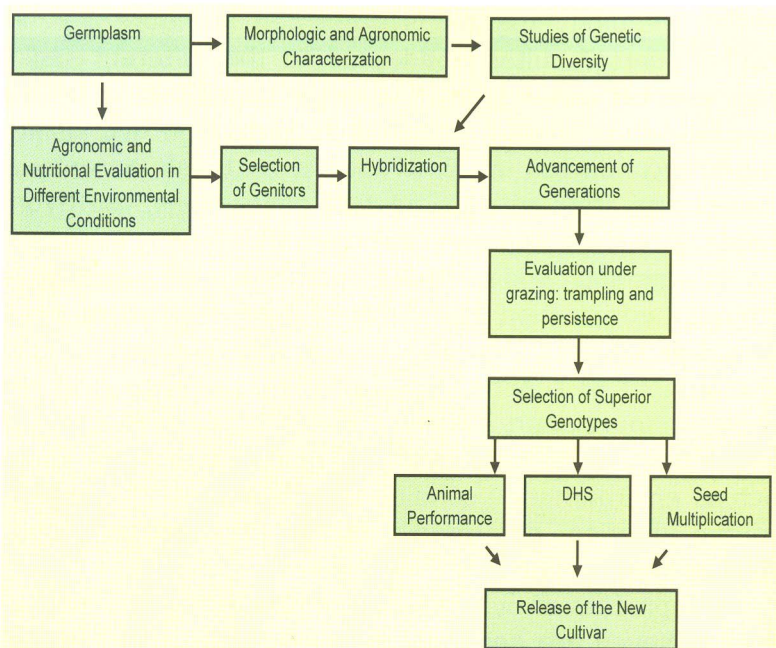 Germplasm
Morphologic and Agronomic
Characterization
Studies of Genetic
Diversity
Agronomic and
Nutritional Evaluation in
Different Environmental
Conditions
Selection
of Genitors
Hybridization
Advancement of
Generations
Evaluation under
grazing: trampling and
persistence
Selection of Superior
Genotypes
Animal
Performance
DHS
Seed
Multiplication
Release of the New
Cultivar